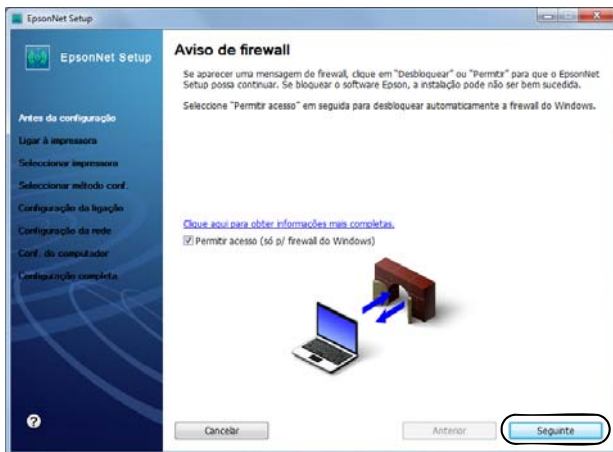 EpsonNet Setup
EpsonNet Setup
Antes da configuração
Ligar à impressora
Seleccionar impressora
Seleccionar método conf.
Configuração da ligação
Configuração da rede
Conf. do computador
Configuração completa
Aviso de firewall
Se aparecer uma mensagem de firewall, clique em "Desbloquear" ou "Permitir" para que o EpsonNet
Setup possa continuar. Se bloquear o software Epson, a instalação pode não ser bem sucedida.
Seleccione "Permitir acesso" em seguida para desbloquear automaticamente a firewall do Windows.
Clique aqui para obter informações mais completas.
Permitir acesso (só p/ firewall do Windows)
?
Cancelar
Anterior
Seguinte